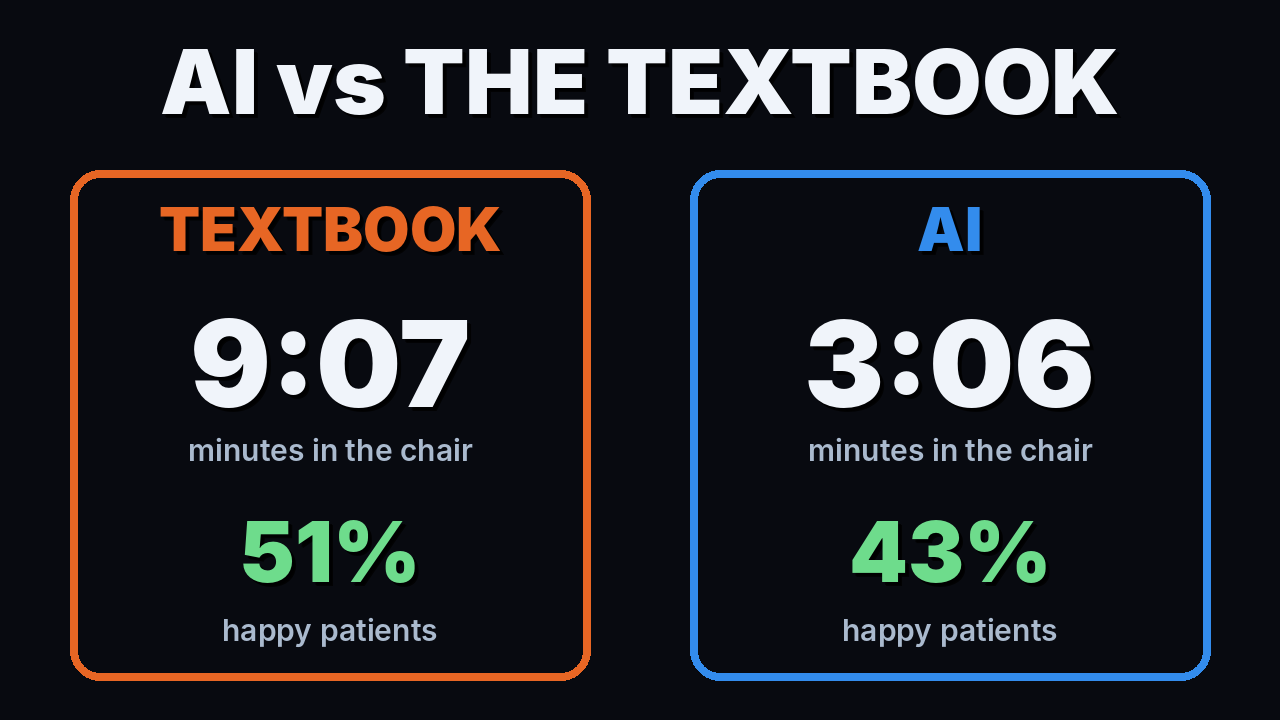 AI vs THE TEXTBOOK
TEXTBOOK
9:07
minutes in the chair
51%
happy patients
AI
3:06
minutes in the chair
43%
happy patients